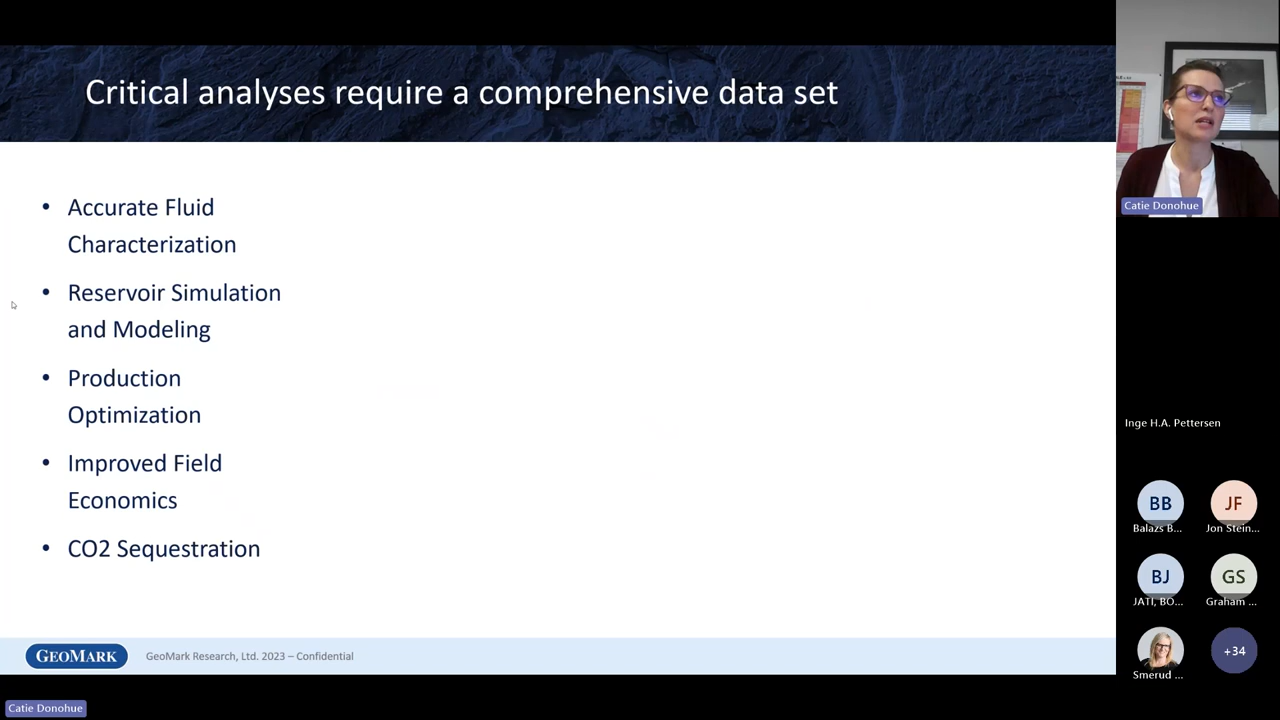 Critical analyses require a comprehensive data set
• Accurate Fluid
Characterization
• Reservoir Simulation
and Modeling
• Production
Optimization
• Improved Field
Economics
• CO2 Sequestration
GEOMARK
GeoMark Research, Ltd. 2023 – Confidential
Catie Donohue
Catie Donohue
Inge H.A. Pettersen
BB
JF
Balazs B...
Jon Stein...
BJ
GS
JATI, BO...
Graham ...
+34
Smerud ...